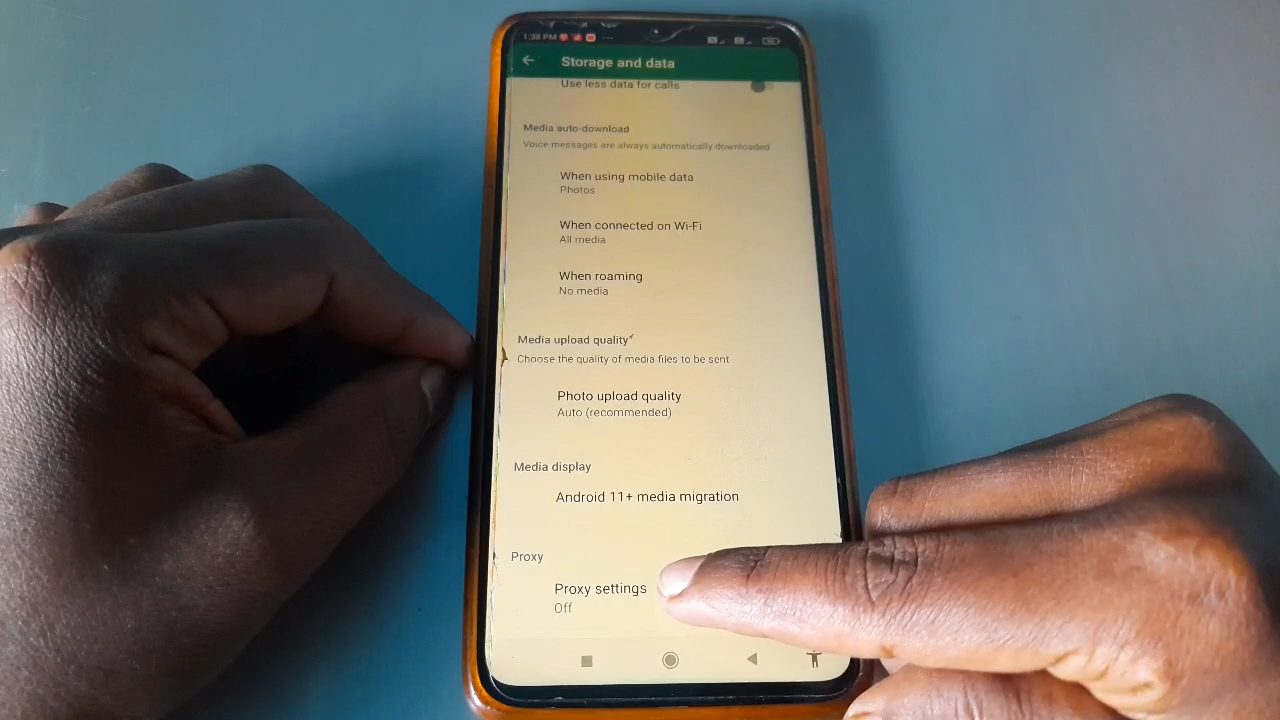 1:38 PM
Storage and data
Use less data for calls
Media auto-download
Voice messages are always automatically downloaded
When using mobile data
Photos
When connected on Wi-Fi
All media
When roaming
No media
Media upload quality
Choose the quality of media files to be sent
Photo upload quality
Auto (recommended)
Media display
Android 11+ media migration
Proxy
Proxy settings
Off